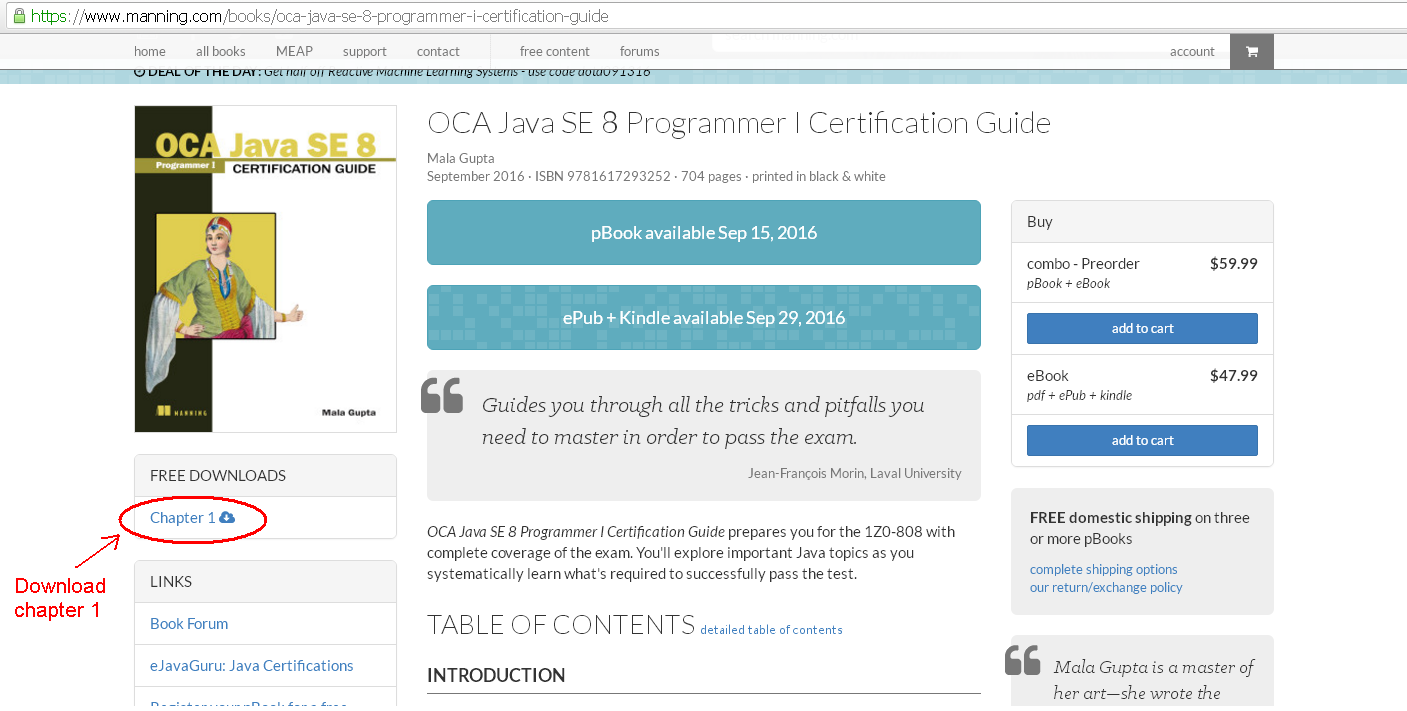 https://www.manning.com/books/oca-java-se-8-programmer-i-certification-guide
home all books MEAP support contact free content forums account
DEAL OF THE DAY: Get half off Reactive Machine Learning Systems - use code dotd091316
OCA Java SE 8
Programmer I CERTIFICATION GUIDE
MANNING Mala Gupta
FREE DOWNLOADS
Chapter 1
Download
chapter 1
LINKS
Book Forum
eJavaGuru: Java Certifications
Register your pBook for a free
OCA Java SE 8 Programmer I Certification Guide
Mala Gupta
September 2016 · ISBN 9781617293252 · 704 pages · printed in black & white
pBook available Sep 15, 2016
ePub + Kindle available Sep 29, 2016
Guides you through all the tricks and pitfalls you
need to master in order to pass the exam.
Jean-François Morin, Laval University
OCA Java SE 8 Programmer I Certification Guide prepares you for the 1Z0-808 with
complete coverage of the exam. You'll explore important Java topics as you
systematically learn what's required to successfully pass the test.
TABLE OF CONTENTS detailed table of contents
INTRODUCTION
Buy
combo - Preorder $59.99
pBook + eBook
add to cart
eBook $47.99
pdf + ePub + kindle
add to cart
FREE domestic shipping on three
or more pBooks
complete shipping options
our return/exchange policy
Mala Gupta is a master of
her art—she wrote the